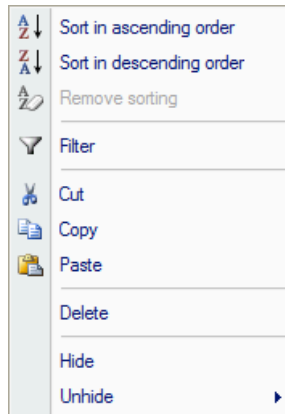 Sort in ascending order
Sort in descending order
Remove sorting
Filter
Cut
Copy
Paste
Delete
Hide
Unhide